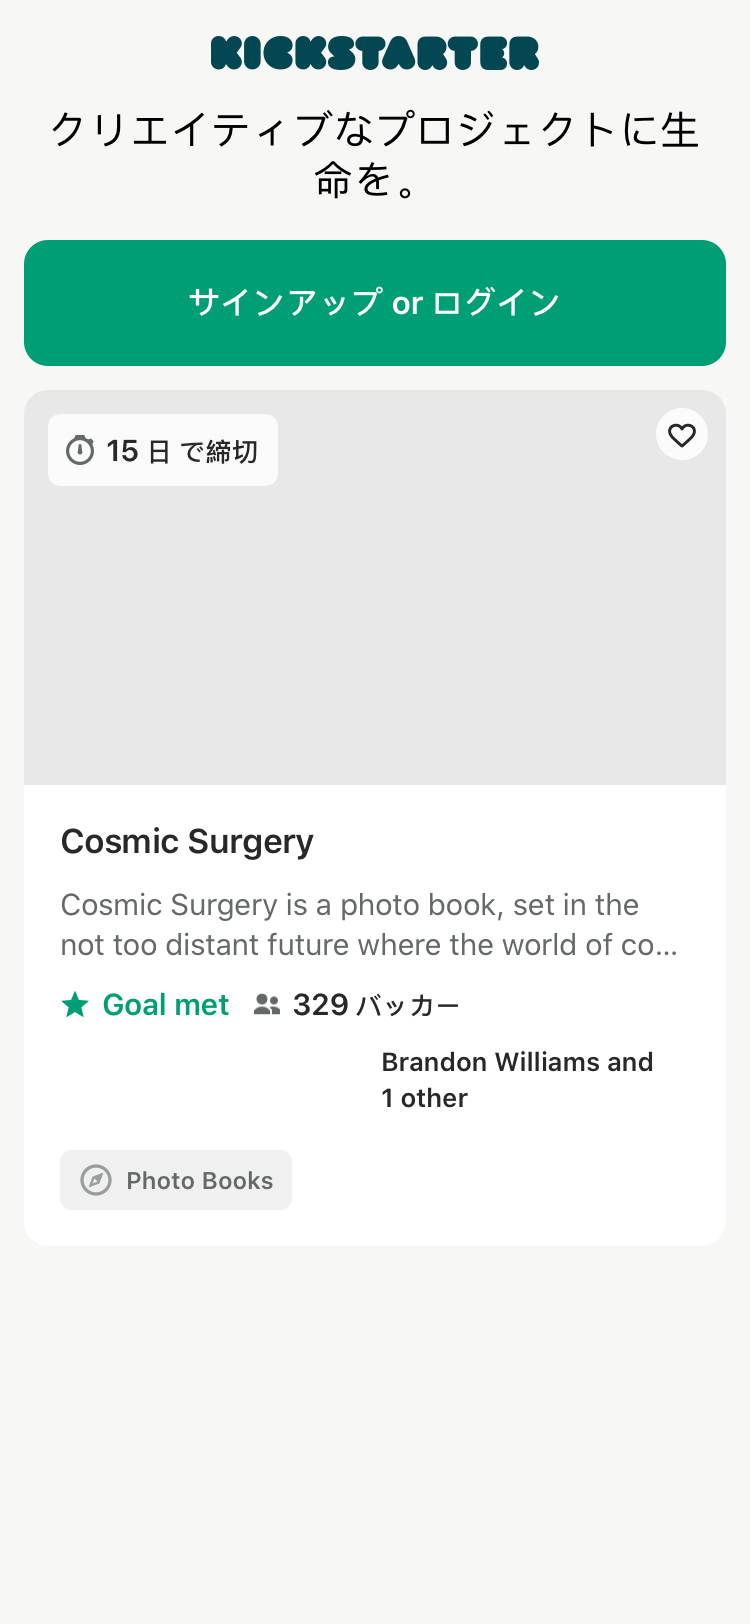 KICKSTARTER
クリエイティブなプロジェクトに生
命を。
サインアップ or ログイン
15 日 で締切
Cosmic Surgery
Cosmic Surgery is a photo book, set in the
not too distant future where the world of co...
Goal met 329 バッカー
Brandon Williams and
1 other
Photo Books